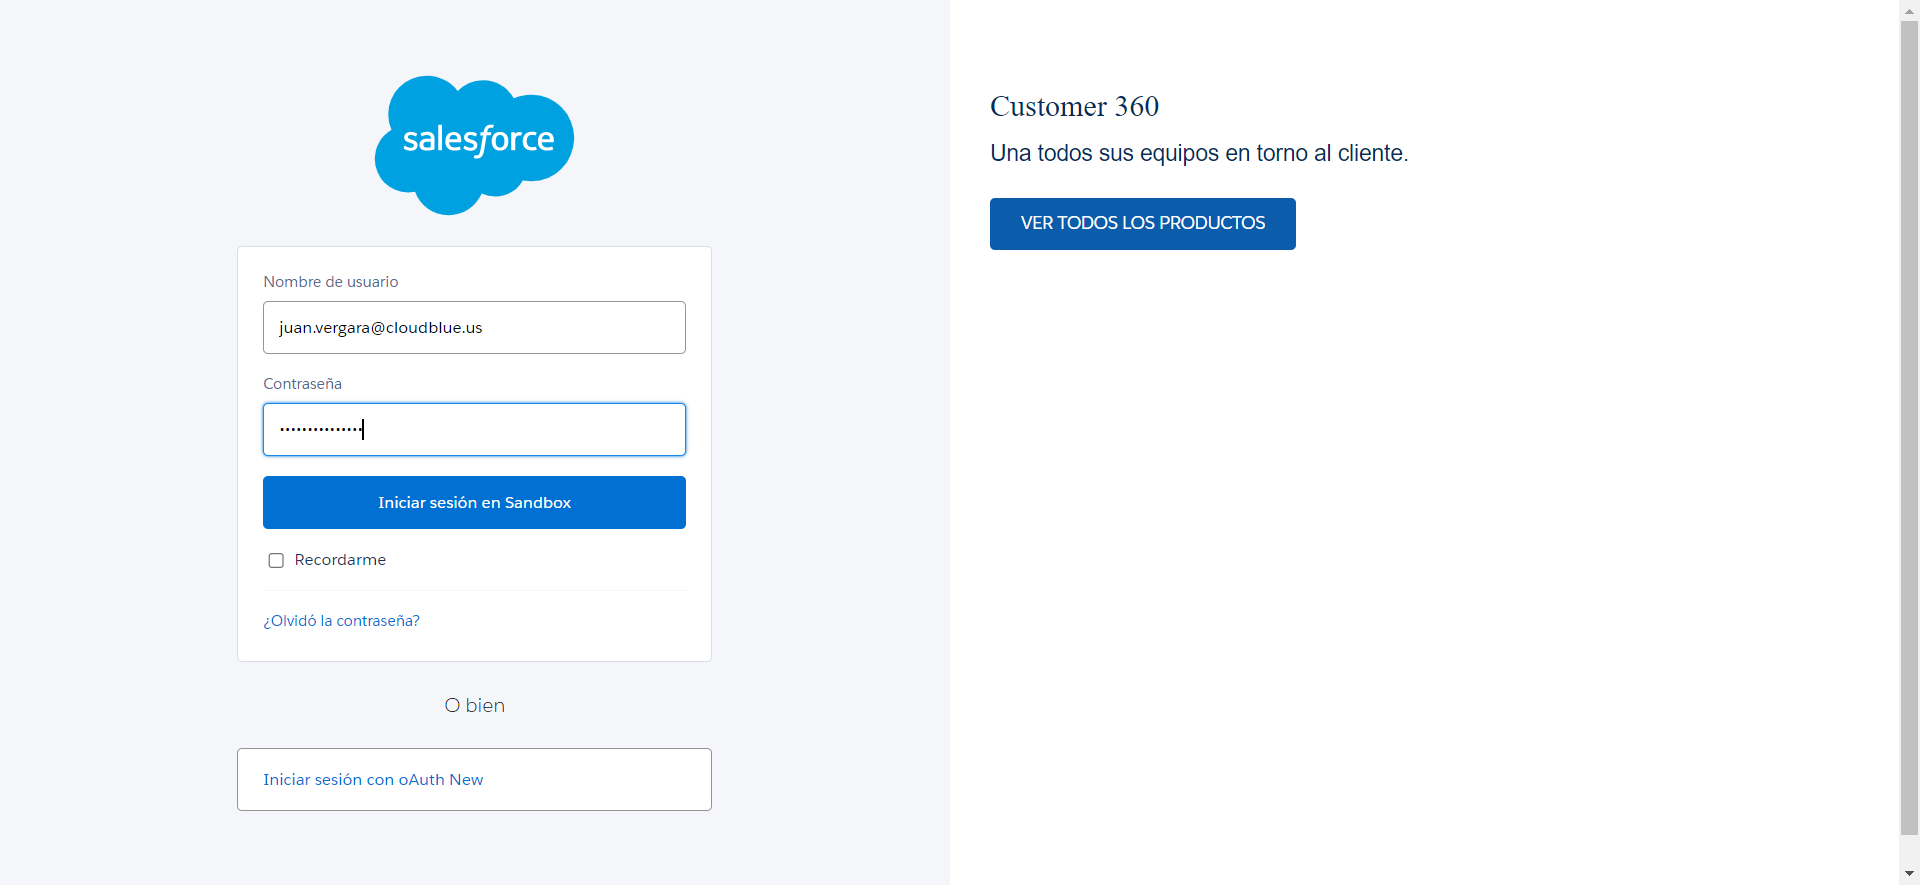 salesforce
Nombre de usuario
juan.vergara@cloudblue.us
Contraseña
•••••••••••••••
Iniciar sesión en Sandbox
Recordarme
¿Olvidó la contraseña?
O bien
Iniciar sesión con oAuth New
Customer 360
Una todos sus equipos en torno al cliente.
VER TODOS LOS PRODUCTOS